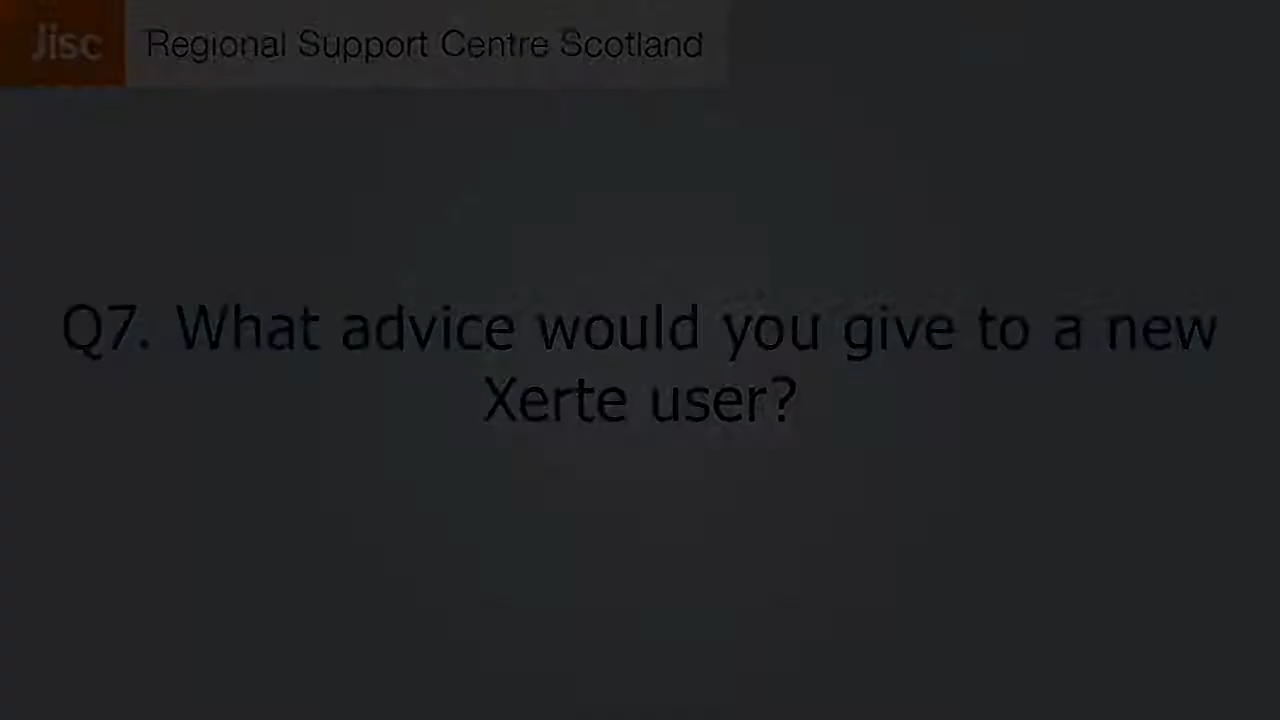 Jisc Regional Support Centre Scotland
Q7. What advice would you give to a new
Xerte user?